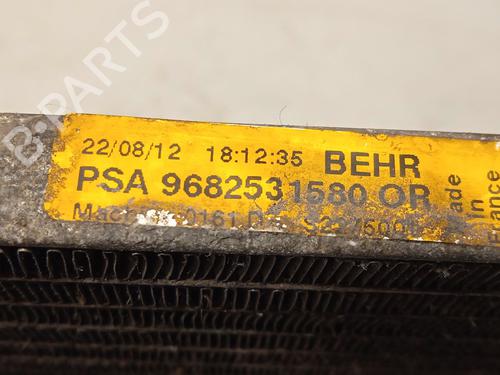 22/08/12 18:12:35 BEHR
PSA 9682531580 OR
Made
in
France
B-Parts